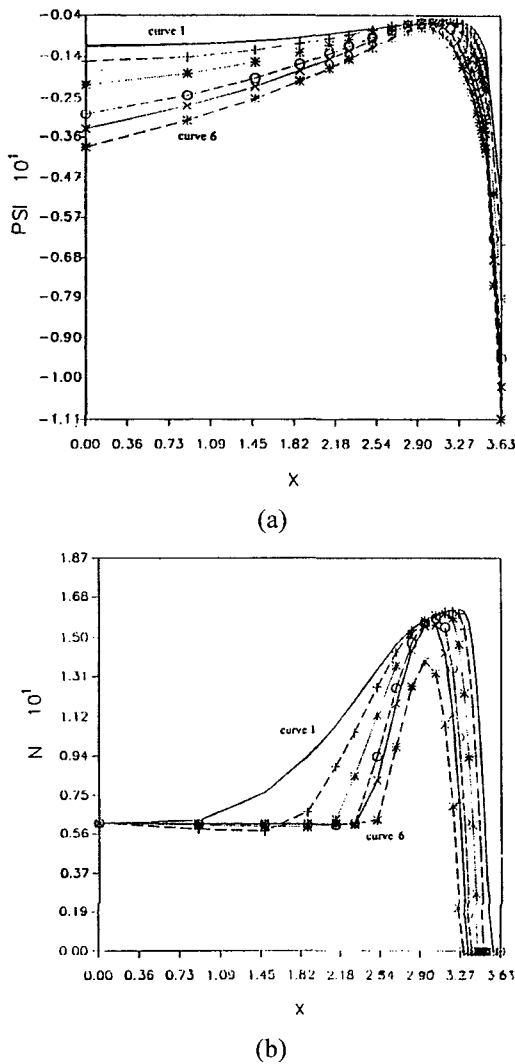 -0.04
-0.14
-0.25
-0.36
-0.47
-0.57
-0.68
-0.79
-0.90
-1.00
-1.11
PSI 10¹
curve 1
curve 6
0.00 0.36 0.73 1.09 1.45 1.82 2.18 2.54 2.90 3.27 3.63
X
(a)
1.87
1.68
1.50
1.31
1.12
0.94
0.75
0.56
0.37
0.19
0.00
N 10¹
curve 1
curve 6
0.00 0.36 0.73 1.09 1.45 1.82 2.18 2.54 2.90 3.27 3.63
X
(b)